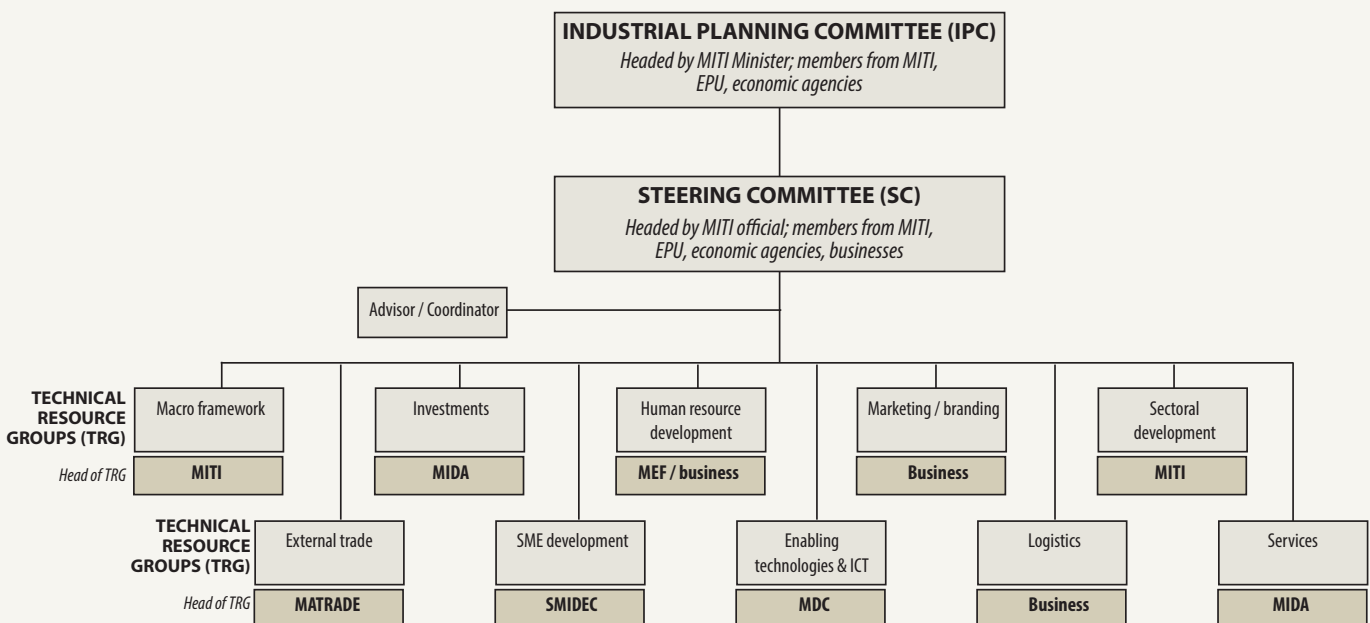 INDUSTRIAL PLANNING COMMITTEE (IPC)
Headed by MITI Minister; members from MITI,
EPU, economic agencies
STEERING COMMITTEE (SC)
Headed by MITI official; members from MITI,
EPU, economic agencies, businesses
Advisor / Coordinator
TECHNICAL
RESOURCE
GROUPS (TRG)
Macro framework
Investments
Human resource
development
Marketing / branding
Sectoral
development
Head of TRG
MITI
MIDA
MEF / business
Business
MITI
TECHNICAL
RESOURCE
GROUPS (TRG)
External trade
SME development
Enabling
technologies & ICT
Logistics
Services
Head of TRG
MATRADE
SMIDEC
MDC
Business
MIDA